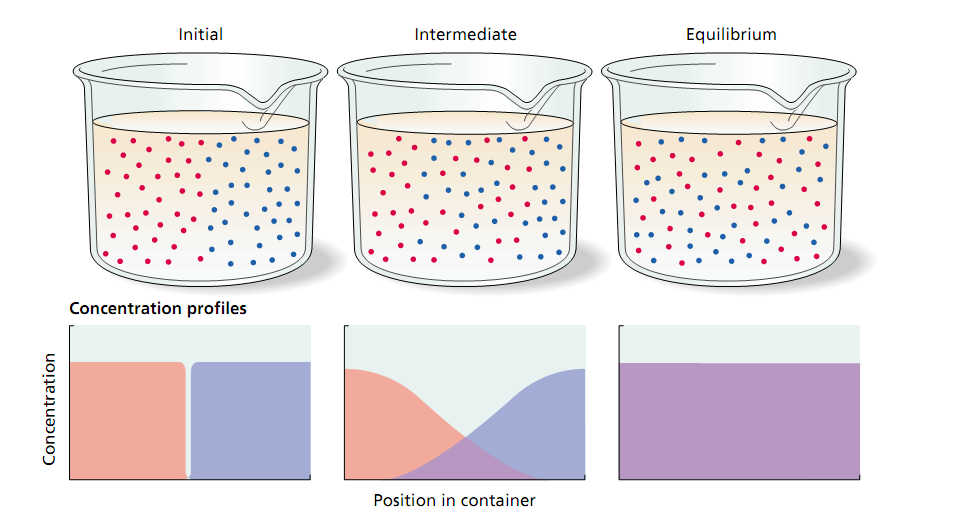 Initial
Intermediate
Equilibrium
Concentration profiles
Concentration
Position in container